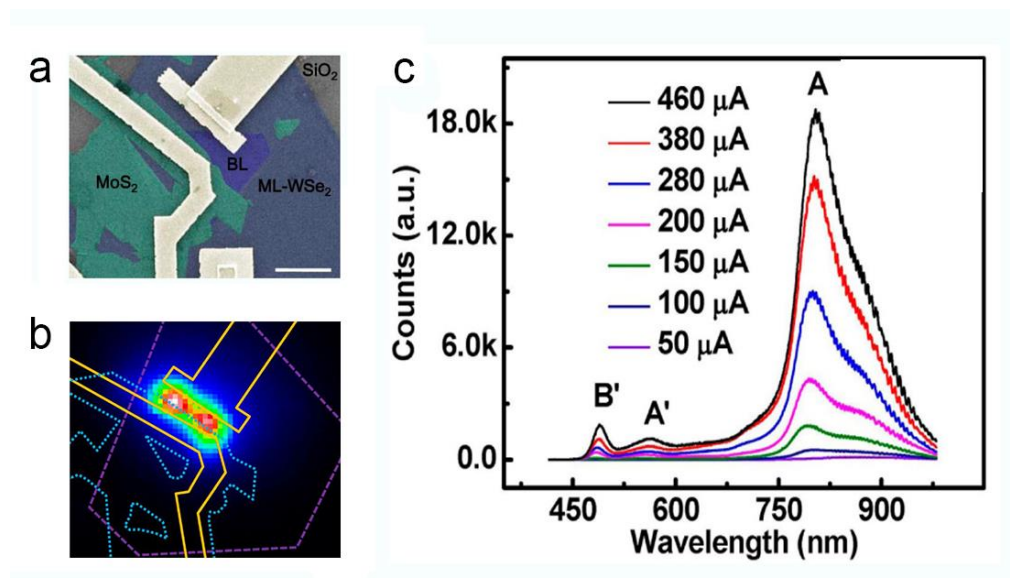 a
SiO₂
BL
MoS₂
ML-WSe₂
b
c
460 μA
380 μA
280 μA
200 μA
150 μA
100 μA
50 μA
A
B'
A'
Counts (a.u.)
18.0k
12.0k
6.0k
0.0
450 600 750 900
Wavelength (nm)